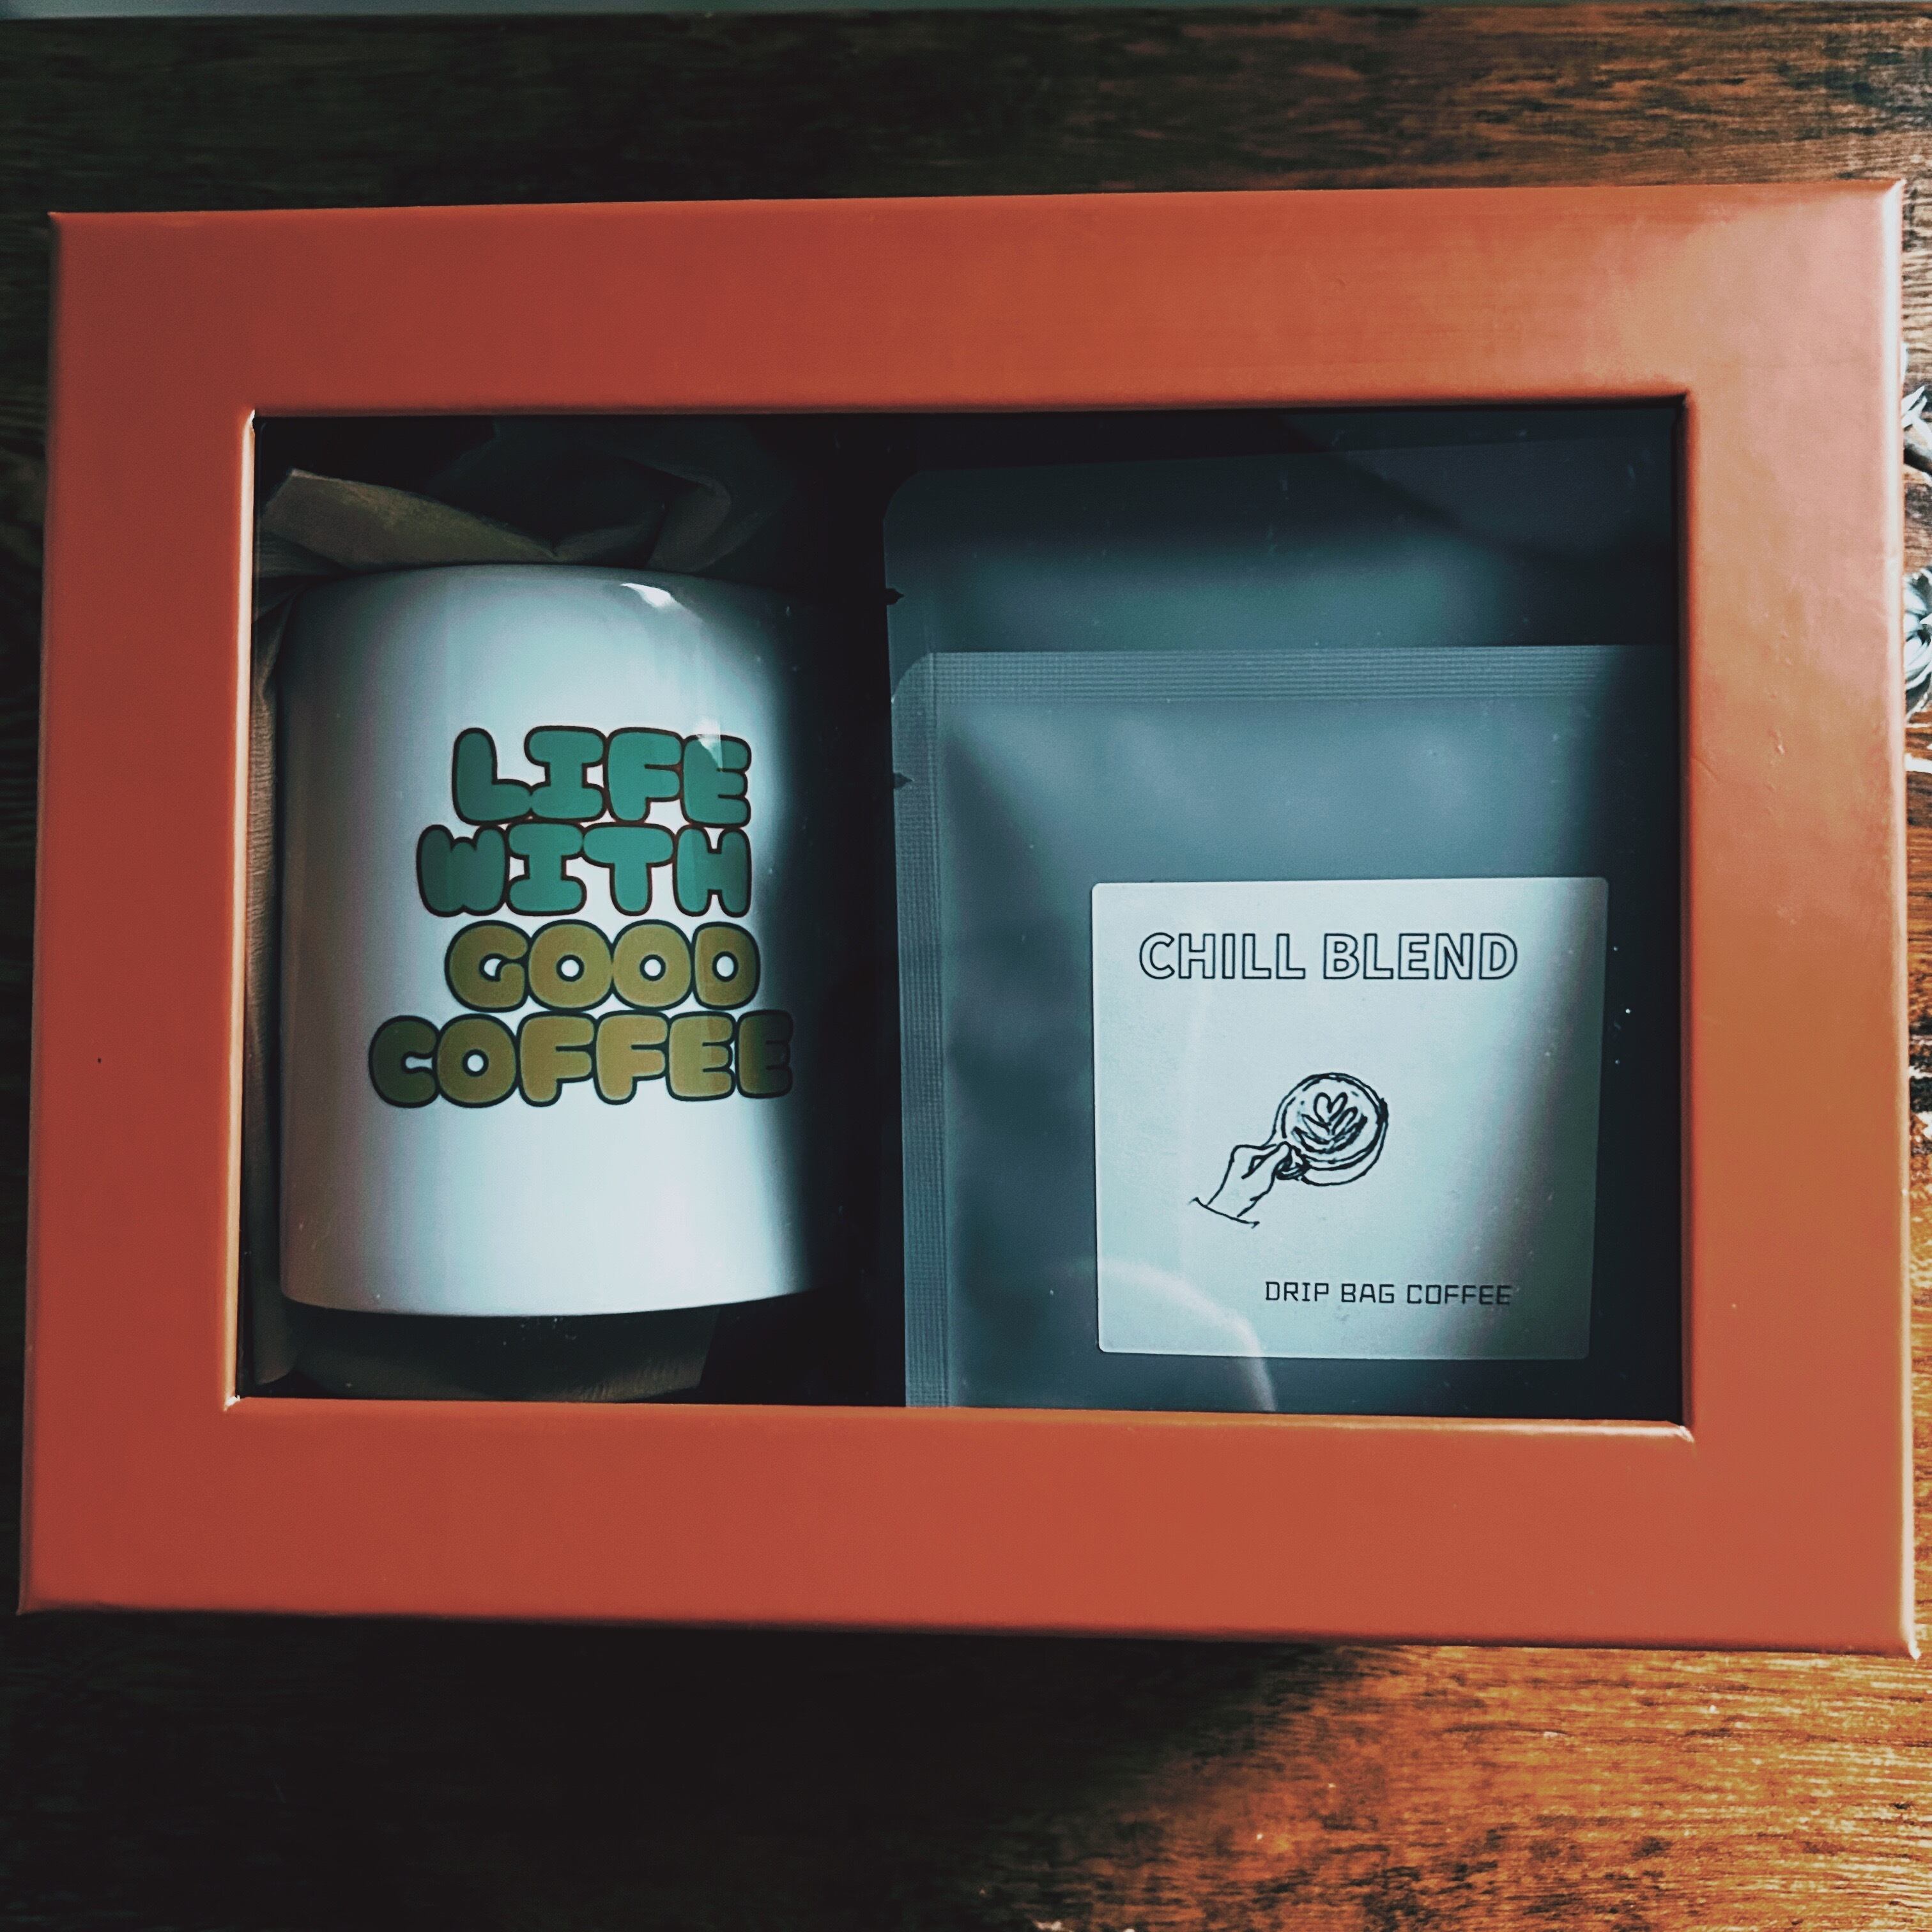 LIFE
WITH
GOOD
COFFEE
CHILL BLEND
DRIP BAG COFFEE